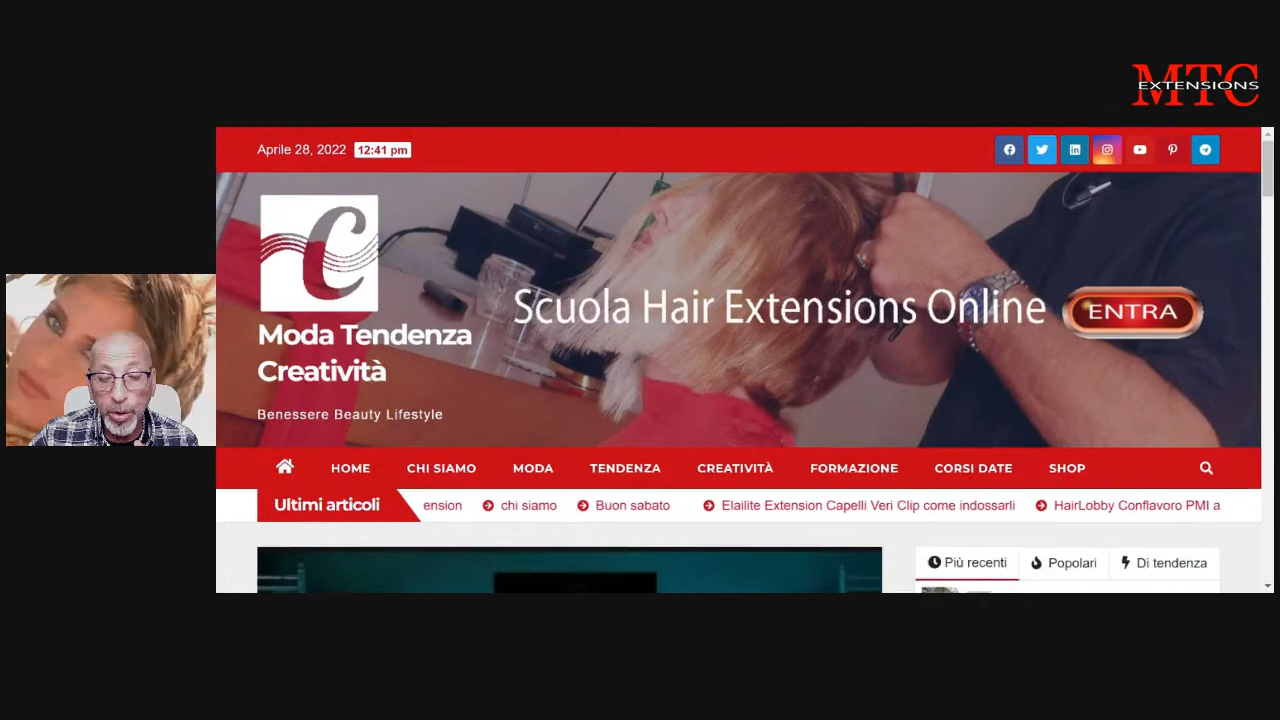 MTC
EXTENSIONS
Aprile 28, 2022 12:41 pm
C
Scuola Hair Extensions Online ENTRA
Moda Tendenza
Creatività
Benessere Beauty Lifestyle
HOME CHI SIAMO MODA TENDENZA CREATIVITÀ FORMAZIONE CORSI DATE SHOP
Ultimi articoli ension chi siamo Buon sabato Elailite Extension Capelli Veri Clip come indossarli HairLobby Conflavoro PMI a
Più recenti Popolari Di tendenza